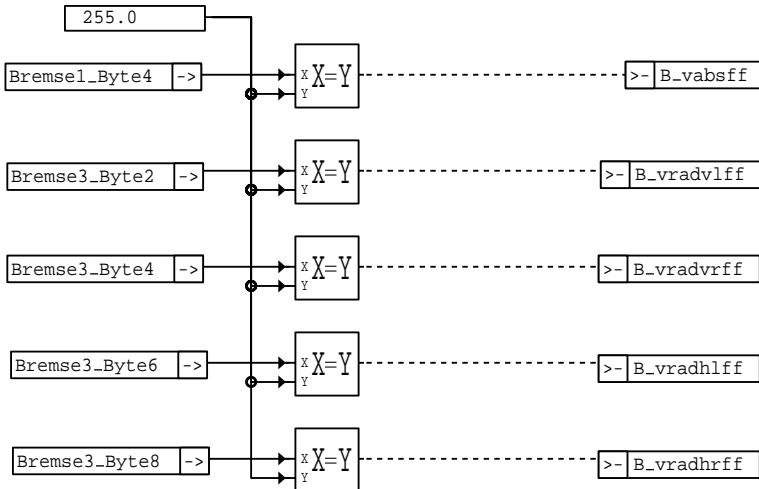 255.0
Bremse1_Byte4 -> X Y X=Y >- B_vabsff
Bremse3_Byte2 -> X Y X=Y >- B_vradvlff
Bremse3_Byte4 -> X Y X=Y >- B_vradvrff
Bremse3_Byte6 -> X Y X=Y >- B_vradhlff
Bremse3_Byte8 -> X Y X=Y >- B_vradhrff